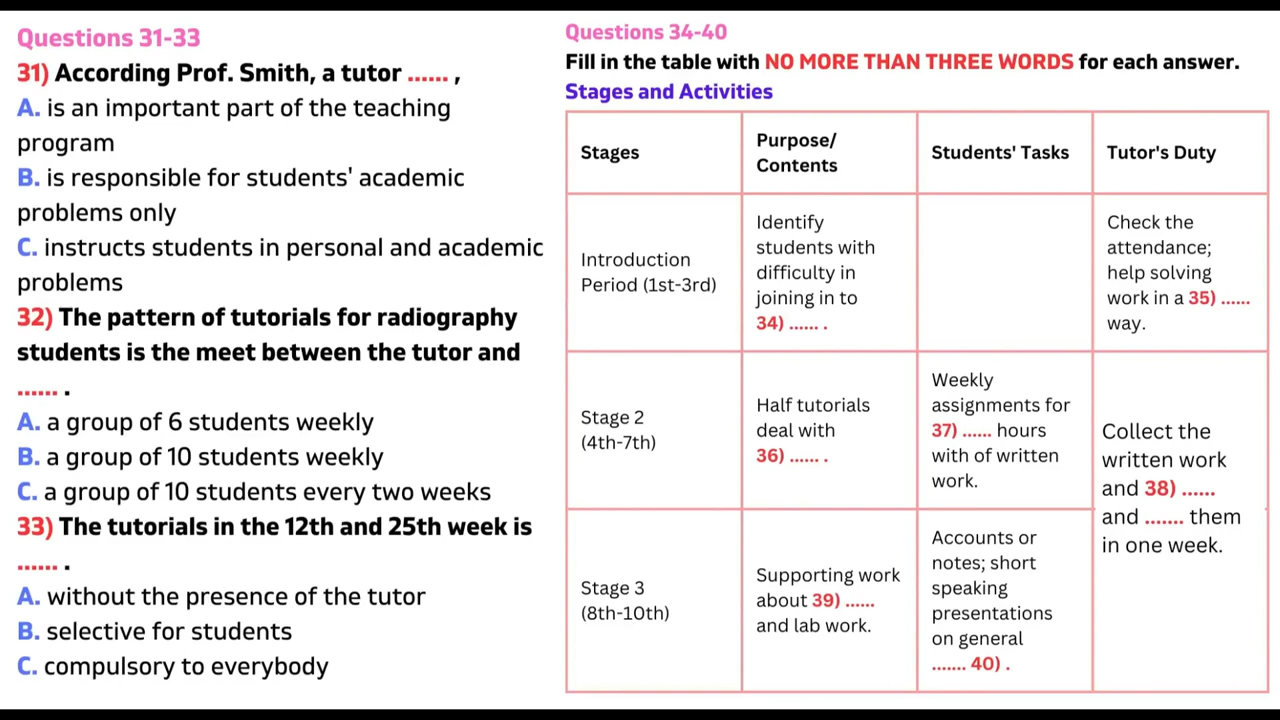 Questions 31-33
31) According Prof. Smith, a tutor ...... ,
A. is an important part of the teaching
program
B. is responsible for students' academic
problems only
C. instructs students in personal and academic
problems
32) The pattern of tutorials for radiography
students is the meet between the tutor and
...... .
A. a group of 6 students weekly
B. a group of 10 students weekly
C. a group of 10 students every two weeks
33) The tutorials in the 12th and 25th week is
...... .
A. without the presence of the tutor
B. selective for students
C. compulsory to everybody
Questions 34-40
Fill in the table with NO MORE THAN THREE WORDS for each answer.
Stages and Activities
Stages
Purpose/
Contents
Students' Tasks
Tutor's Duty
Introduction
Period (1st-3rd)
Identify
students with
difficulty in
joining in to
34) ...... .
Check the
attendance;
help solving
work in a 35) ......
way.
Stage 2
(4th-7th)
Half tutorials
deal with
36) ...... .
Weekly
assignments for
37) ...... hours
with of written
work.
Collect the
written work
and 38) ......
and ....... them
in one week.
Stage 3
(8th-10th)
Supporting work
about 39) ......
and lab work.
Accounts or
notes; short
speaking
presentations
on general
....... 40) .